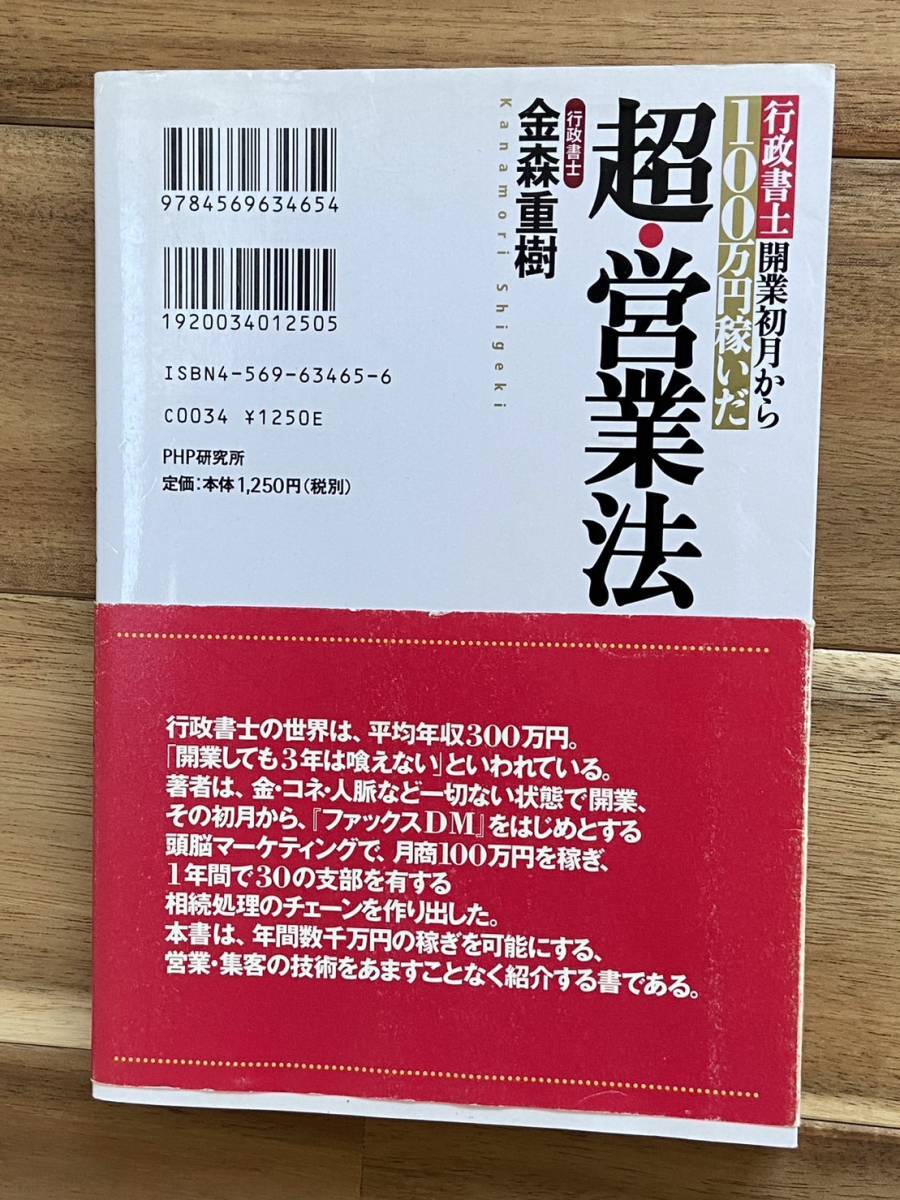 行政書士開業初月から
100万円稼いだ
超・営業法
行政書士
金森重樹
Kanamori Shigeki
9784569634654
1920034012505
ISBN4-569-63465-6
C0034 ¥1250E
PHP研究所
定価：本体1,250円（税別）
行政書士の世界は、平均年収300万円。
「開業しても3年は喰えない」といわれている。
著者は、金・コネ・人脈など一切ない状態で開業、
その初月から、『ファックスDM』をはじめとする
頭脳マーケティングで、月商100万円を稼ぎ、
1年間で30の支部を有する
相続処理のチェーンを作り出した。
本書は、年間数千万円の稼ぎを可能にする、
営業・集客の技術をあますことなく紹介する書である。